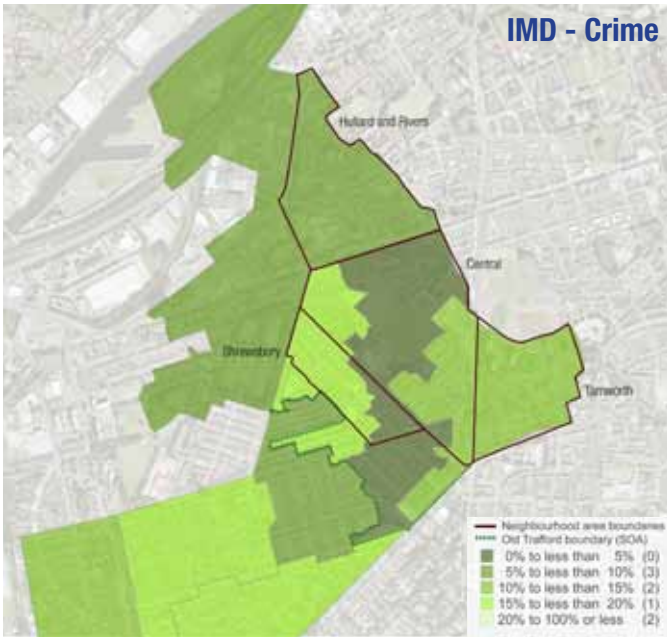 IMD - Crime
Hullard and Rivers
Central
Shrewsbury
Tamworth
Neighbourhood area boundaries
Old Trafford boundary (SOA)
0% to less than 5% (0)
5% to less than 10% (3)
10% to less than 15% (2)
15% to less than 20% (1)
20% to 100% or less (2)